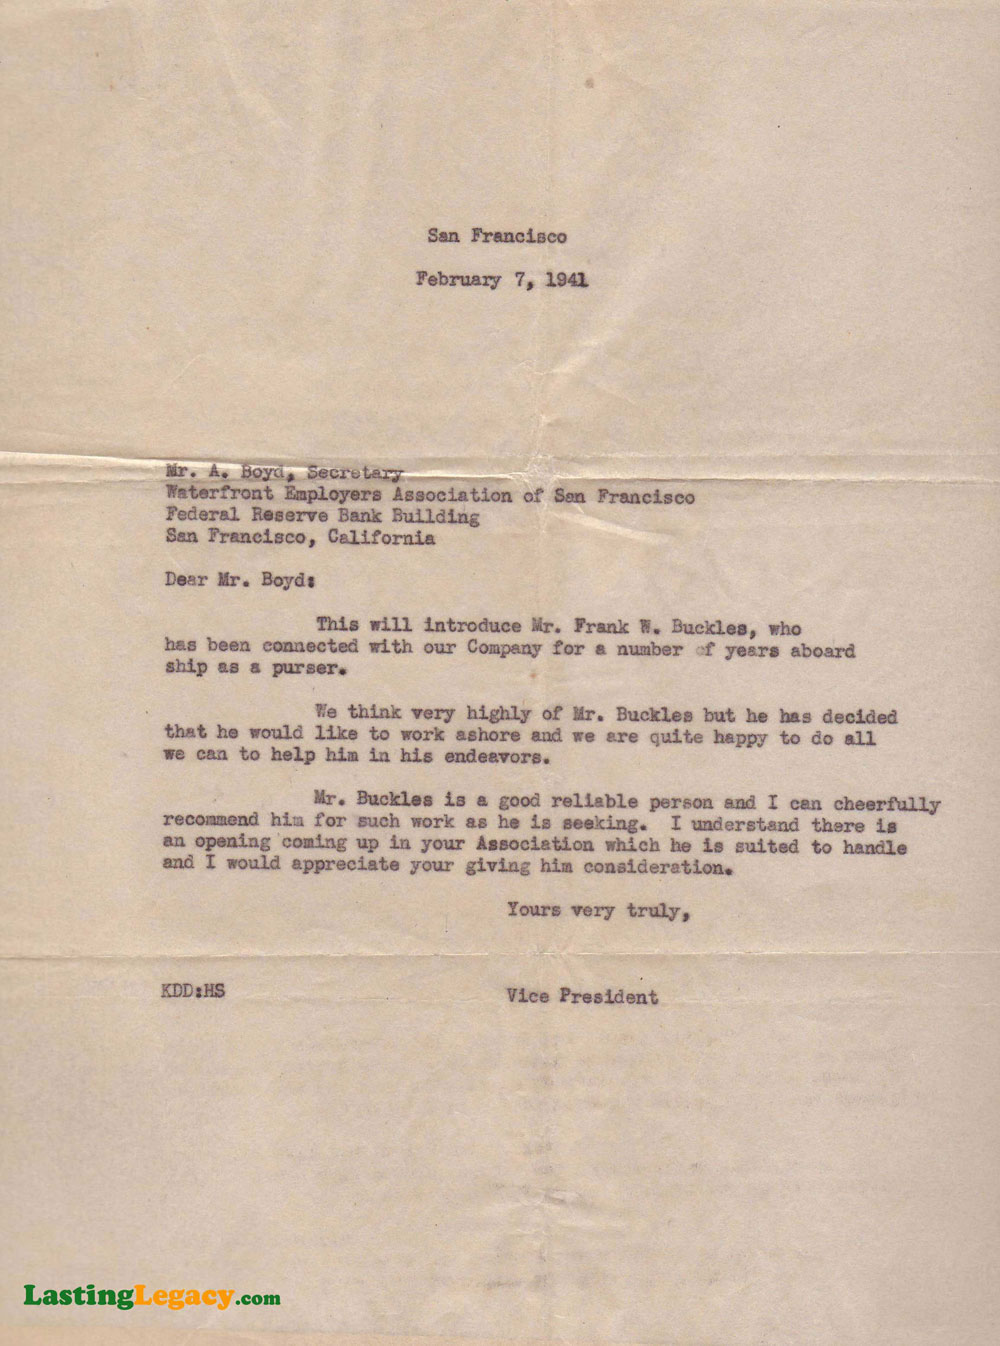 San Francisco
February 7, 1941
Mr. A. Boyd, Secretary
Waterfront Employers Association of San Francisco
Federal Reserve Bank Building
San Francisco, California
Dear Mr. Boyd:
This will introduce Mr. Frank W. Buckles, who
has been connected with our Company for a number of years aboard
ship as a purser.
We think very highly of Mr. Buckles but he has decided
that he would like to work ashore and we are quite happy to do all
we can to help him in his endeavors.
Mr. Buckles is a good reliable person and I can cheerfully
recommend him for such work as he is seeking. I understand there is
an opening coming up in your Association which he is suited to handle
and I would appreciate your giving him consideration.
Yours very truly,
KDD:HS
Vice President
LastingLegacy.com